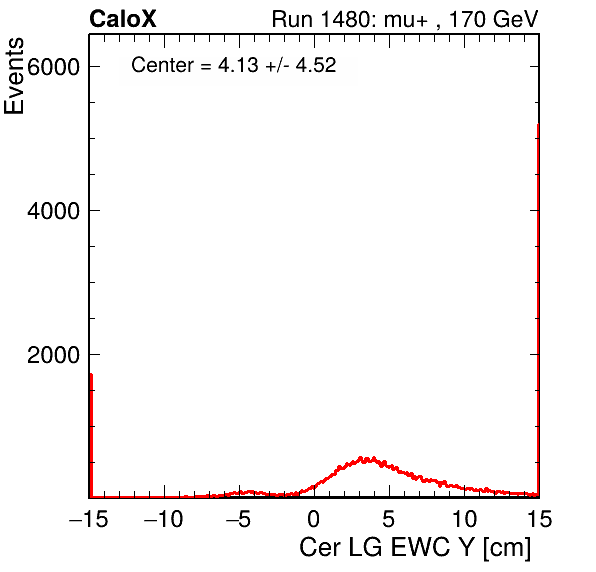 CaloX Run 1480: mu+ , 170 GeV
Events
6000
Center = 4.13 +/- 4.52
4000
2000
−15 −10 −5 0 5 10 15
Cer LG EWC Y [cm]